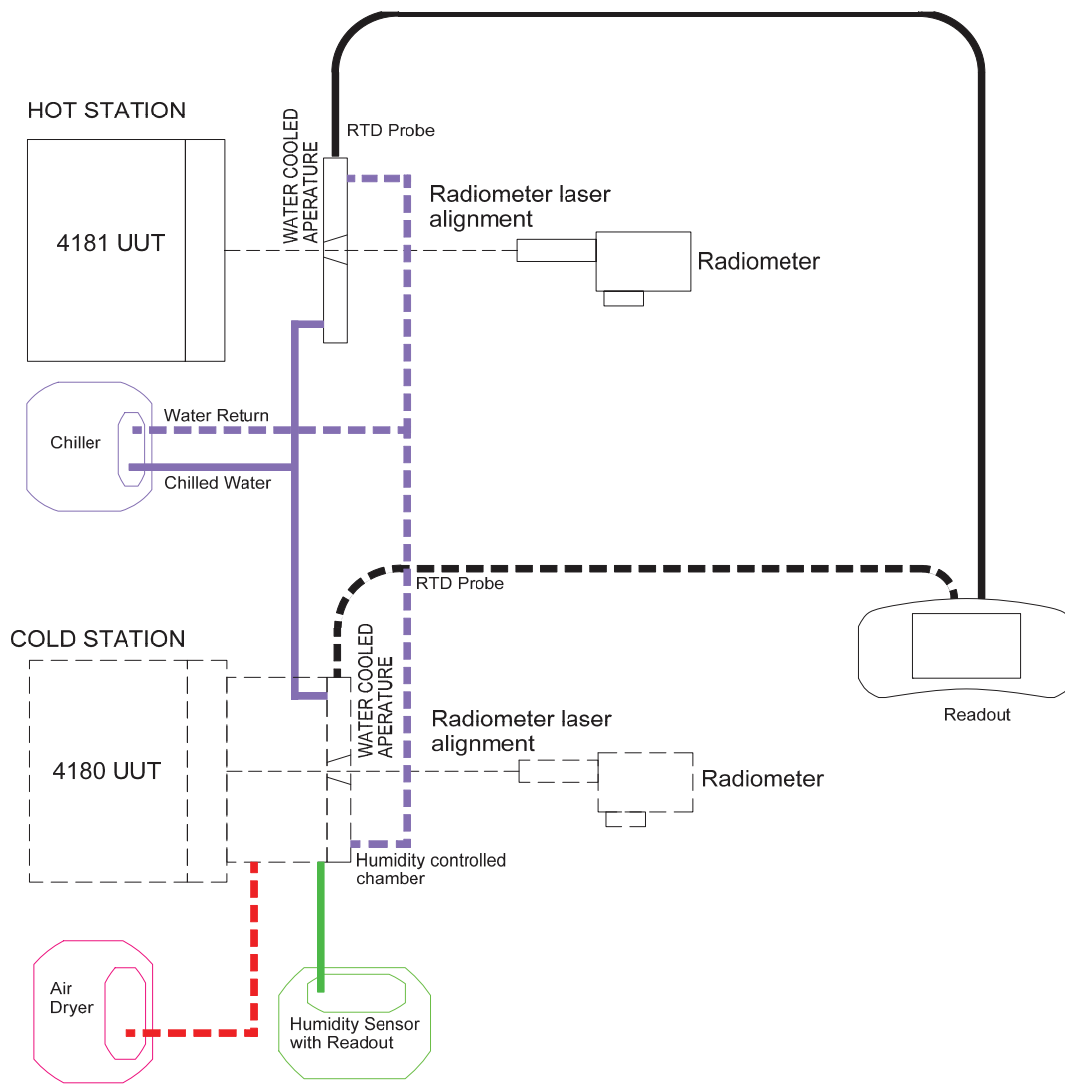 HOT STATION
4181 UUT
WATER COOLED
APERATURE
RTD Probe
Radiometer laser
alignment
Radiometer
Water Return
Chiller
Chilled Water
RTD Probe
COLD STATION
4180 UUT
WATER COOLED
APERATURE
Radiometer laser
alignment
Radiometer
Readout
Humidity controlled
chamber
Air
Dryer
Humidity Sensor
with Readout